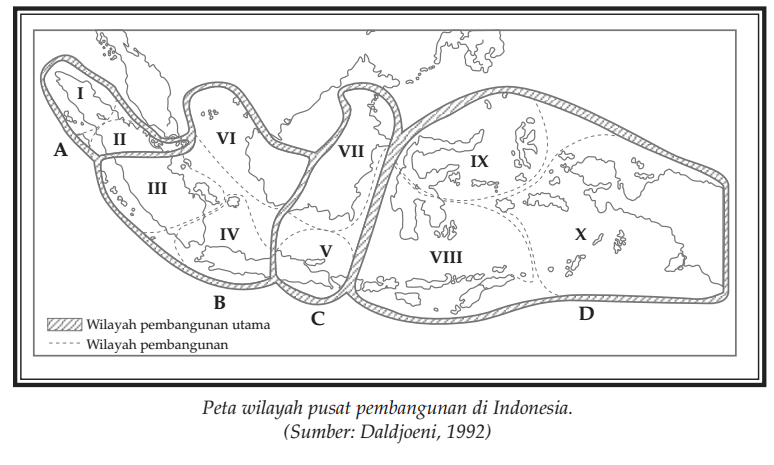 I
II
A
III
VI
IV
B
VII
V
C
IX
VIII
X
D
Wilayah pembangunan utama
Wilayah pembangunan
Peta wilayah pusat pembangunan di Indonesia.
(Sumber: Daldjoeni, 1992)